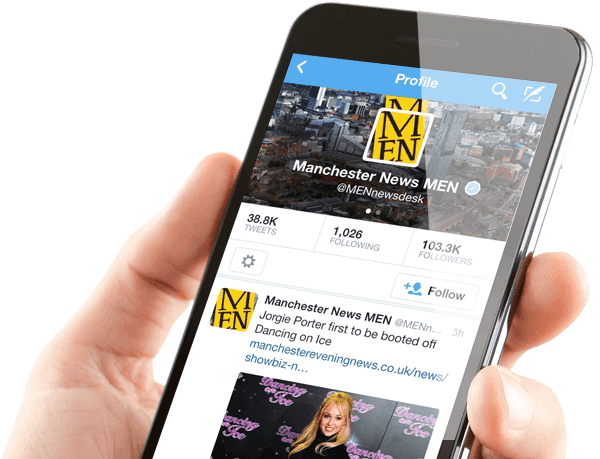 Profile
M
MEN
Manchester News MEN
@MENnewsdesk
38.8K
TWEETS
1,026
FOLLOWING
103.3K
FOLLOWERS
Follow
MEN
Manchester News MEN @MENn... 3h
Jorgie Porter first to be booted off
Dancing on Ice
manchestereveningnews.co.uk/news/
showbiz-n...
Dancing
on Ice
Dancing
on Ice
Dancing
on Ice